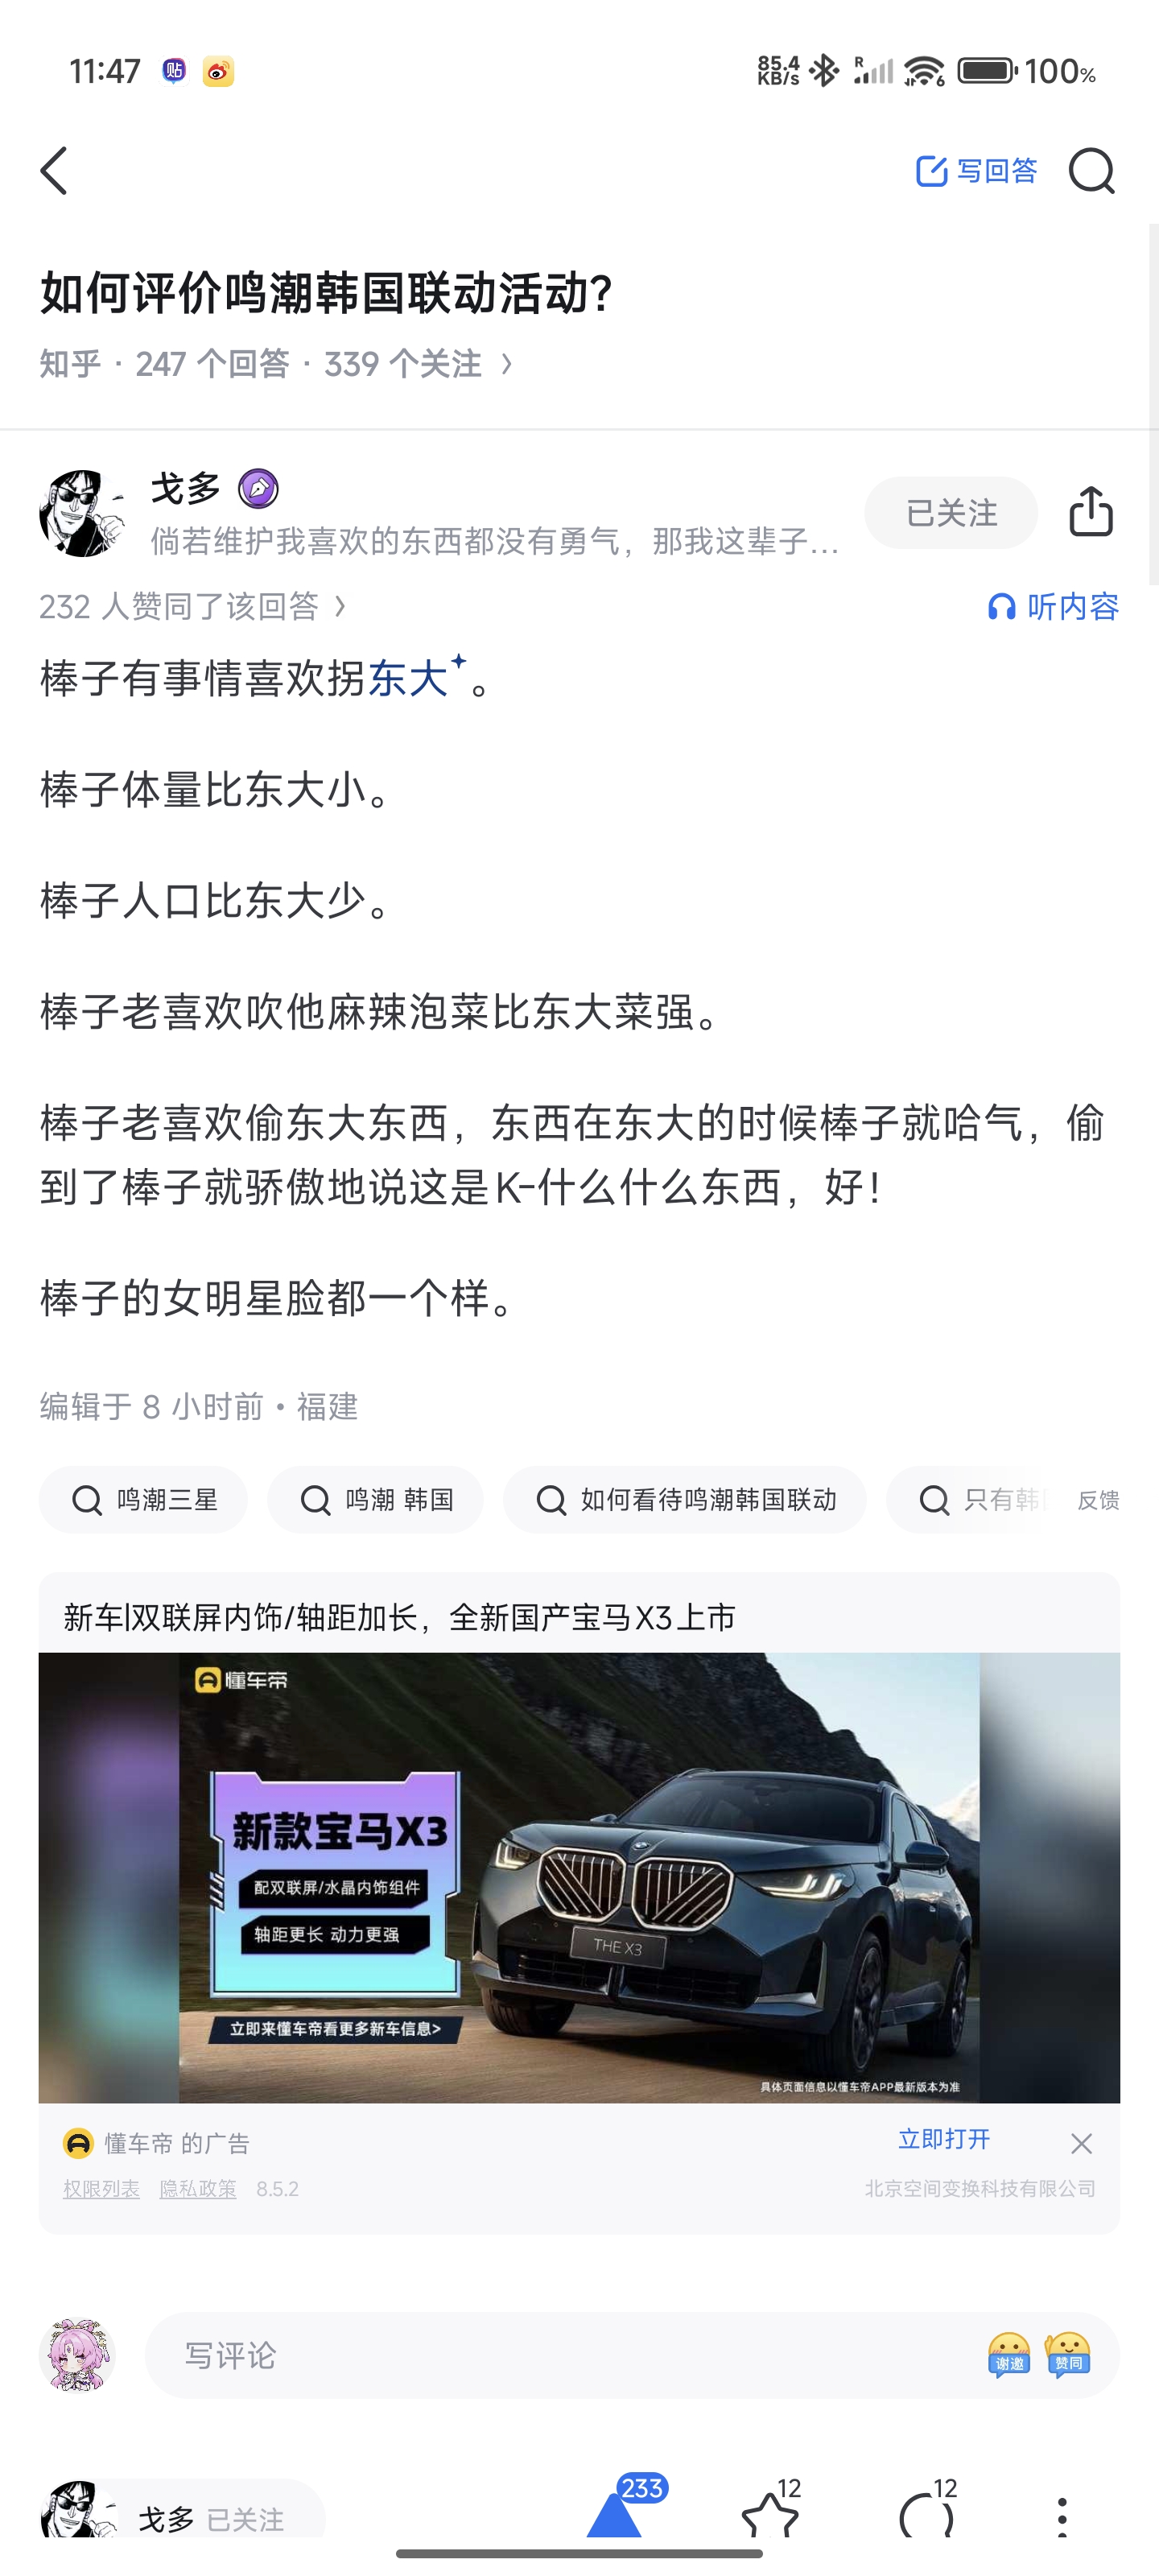 11:47 贴 85.4 KB/s R 6 100%
写回答
如何评价鸣潮韩国联动活动?
知乎 · 247 个回答 · 339 个关注 >
戈多
倘若维护我喜欢的东西都没有勇气，那我这辈子...
已关注
232 人赞同了该回答 >
听内容
棒子有事情喜欢拐东大。
棒子体量比东大小。
棒子人口比东大少。
棒子老喜欢吹他麻辣泡菜比东大菜强。
棒子老喜欢偷东大东西，东西在东大的时候棒子就哈气，偷
到了棒子就骄傲地说这是K-什么什么东西，好！
棒子的女明星脸都一个样。
编辑于 8 小时前 · 福建
鸣潮三星 鸣潮 韩国 如何看待鸣潮韩国联动 只有韩 反馈
新车|双联屏内饰/轴距加长，全新国产宝马X3上市
懂车帝
新款宝马X3
配双联屏/水晶内饰组件
轴距更长 动力更强
THE X3
立即来懂车帝看更多新车信息>
具体页面信息以懂车帝APP最新版本为准
懂车帝 的广告 立即打开
权限列表 隐私政策 8.5.2 北京空间变换科技有限公司
写评论 谢邀 赞同
戈多 已关注 233 12 12